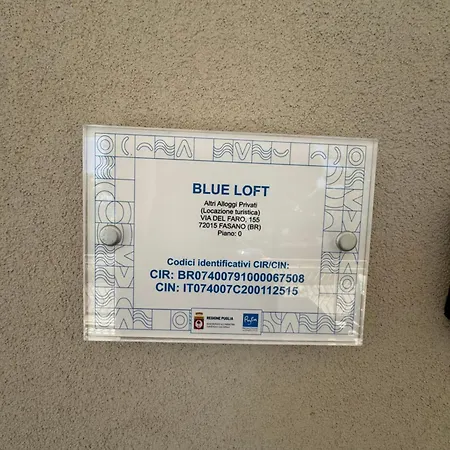 BLUE LOFT
Altri Alloggi Privati
(Locazione turistica)
VIA DEL FARO, 155
72015 FASANO (BR)
Piano: 0
Codici identificativi CIR/CIN:
CIR: BR07400791000067508
CIN: IT074007C200112515
REGIONE PUGLIA